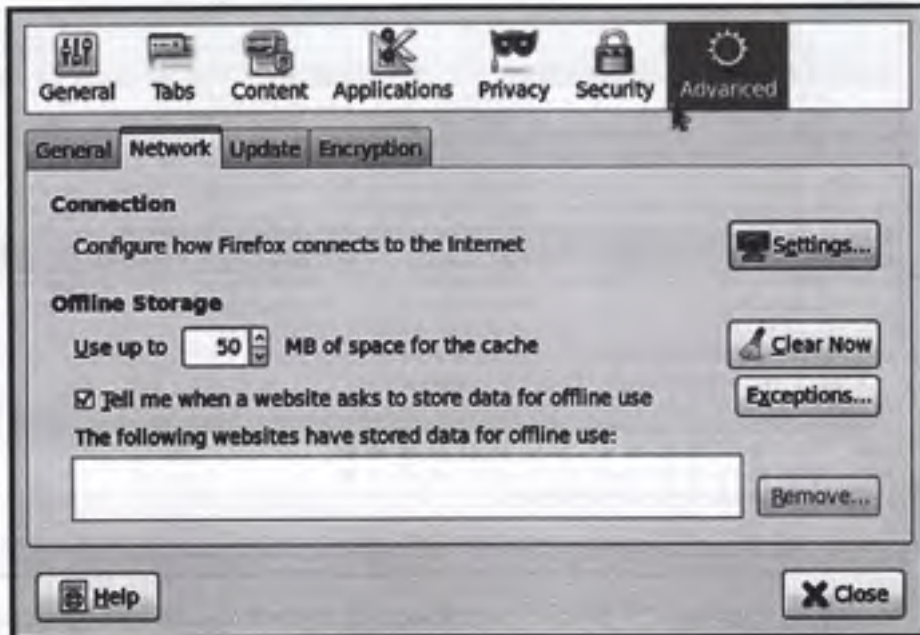 General Tabs Content Applications Privacy Security Advanced
General Network Update Encryption
Connection
Configure how Firefox connects to the Internet
Settings...
Offline Storage
Use up to 50 MB of space for the cache
Clear Now
Tell me when a website asks to store data for offline use
Exceptions...
The following websites have stored data for offline use:
Remove...
Help
Close